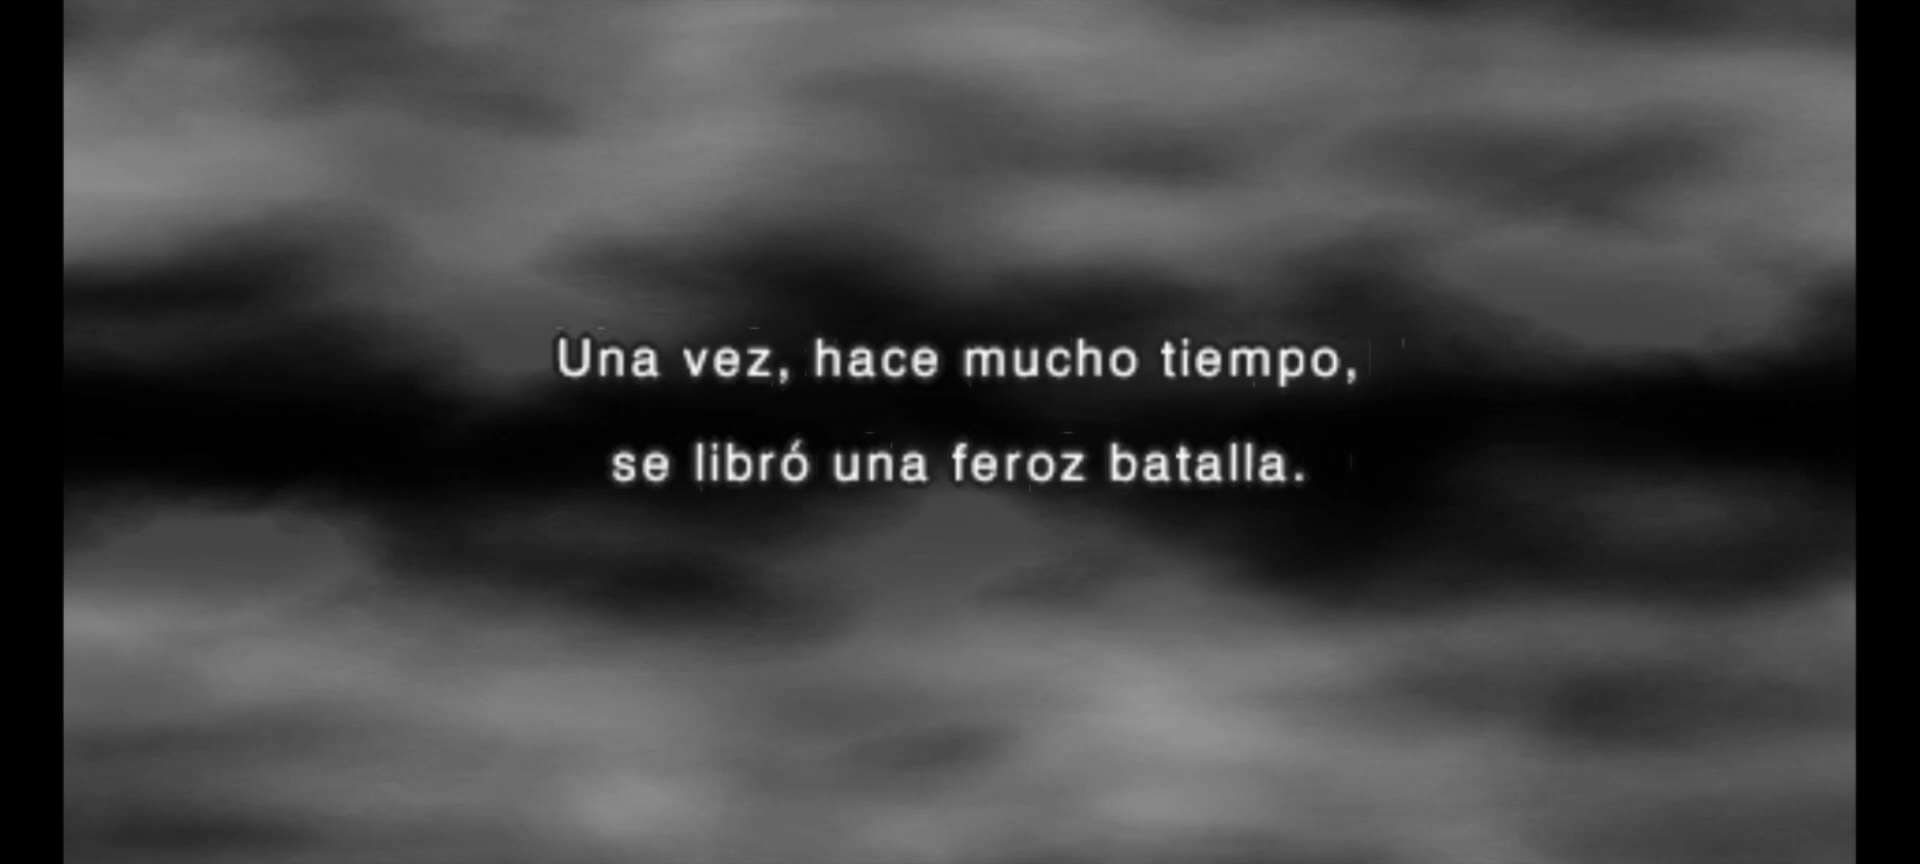 Una vez, hace mucho tiempo,
se libró una feroz batalla.